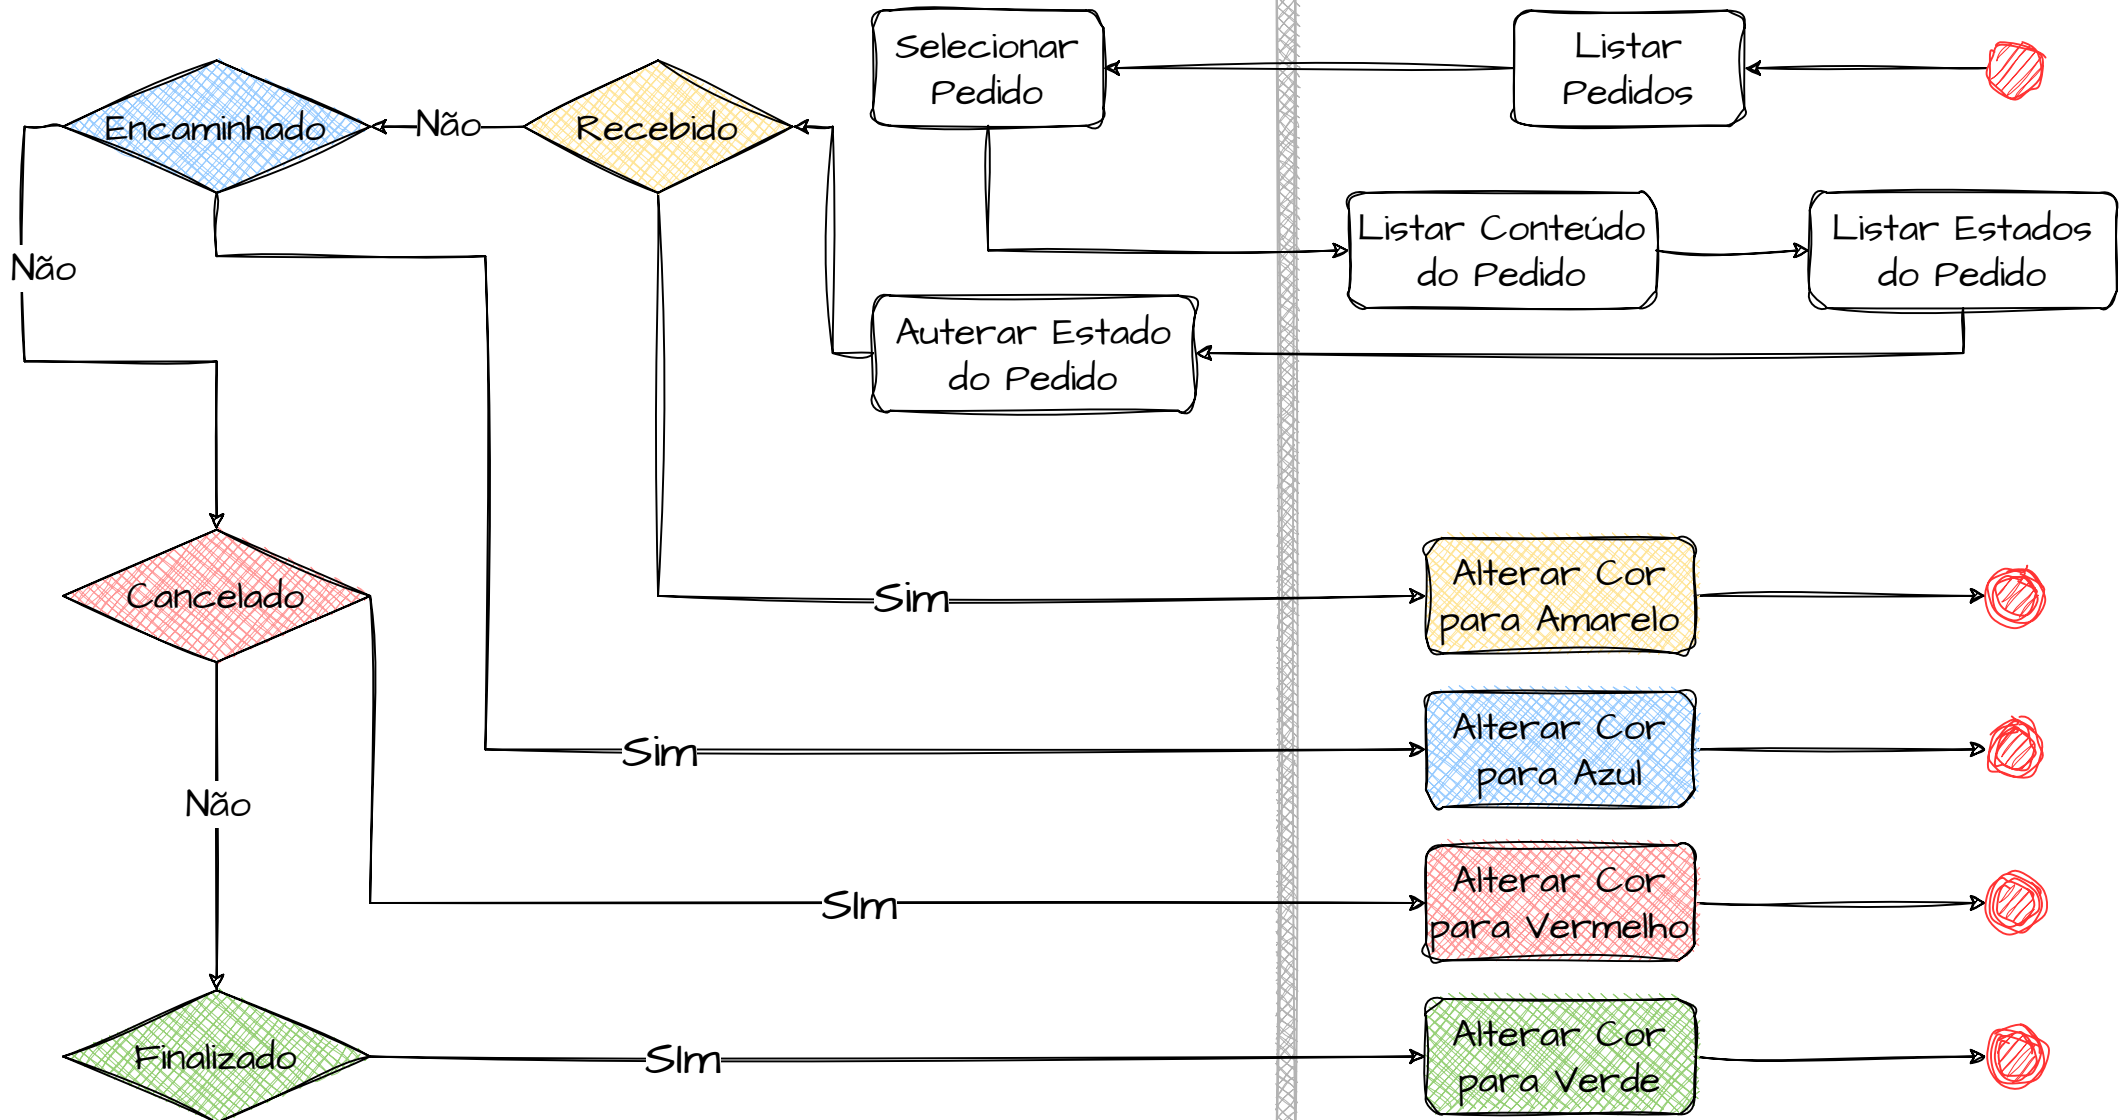 Selecionar
Pedido
Listar
Pedidos
Encaminhado
Não
Recebido
Não
Listar Conteúdo
do Pedido
Listar Estados
do Pedido
Auterar Estado
do Pedido
Cancelado
Sim
Alterar Cor
para Amarelo
Sim
Alterar Cor
para Azul
Não
SIm
Alterar Cor
para Vermelho
Finalizado
SIm
Alterar Cor
para Verde